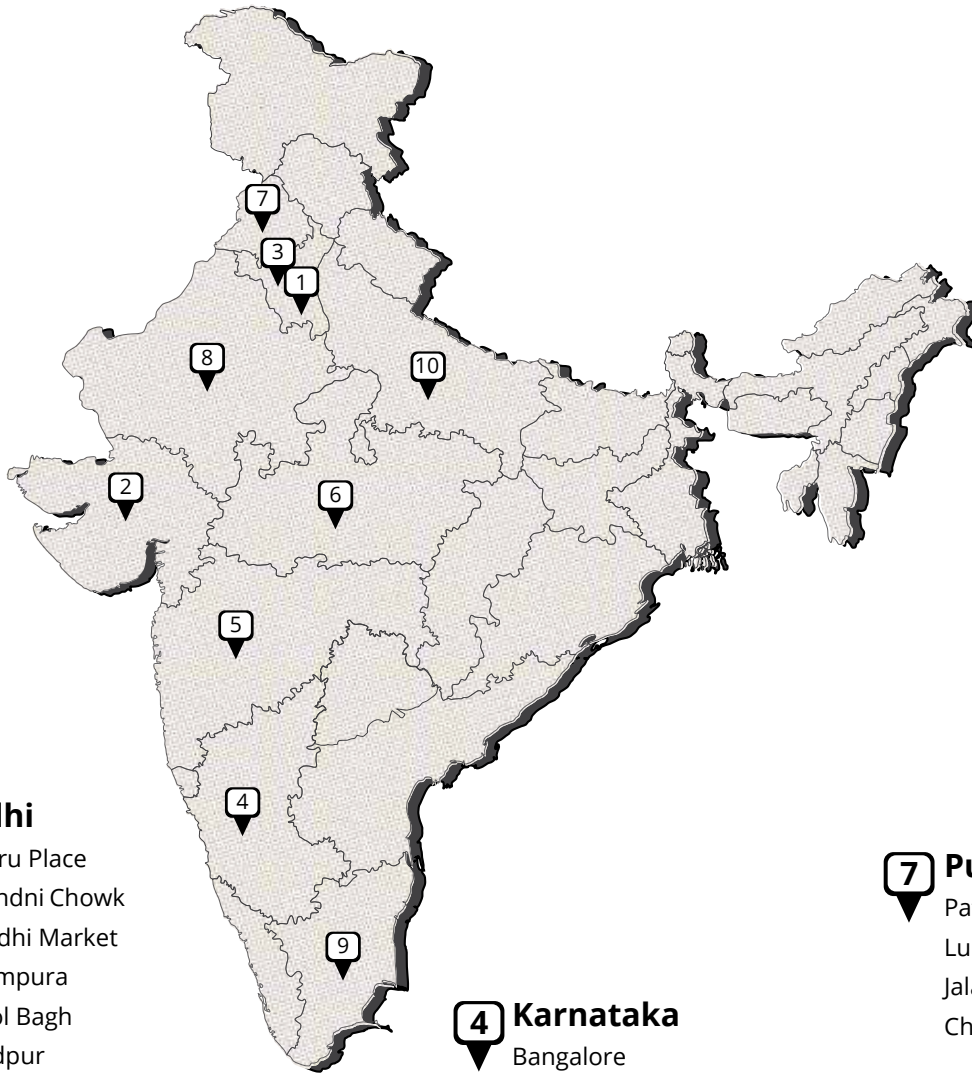 7
3
1
8
10
2
6
5
4
9
lhi
ru Place
ndni Chowk
dhi Market
mpura
ol Bagh
dpur
4 Karnataka
Bangalore
7 Pu
Pa
Lu
Jala
Ch